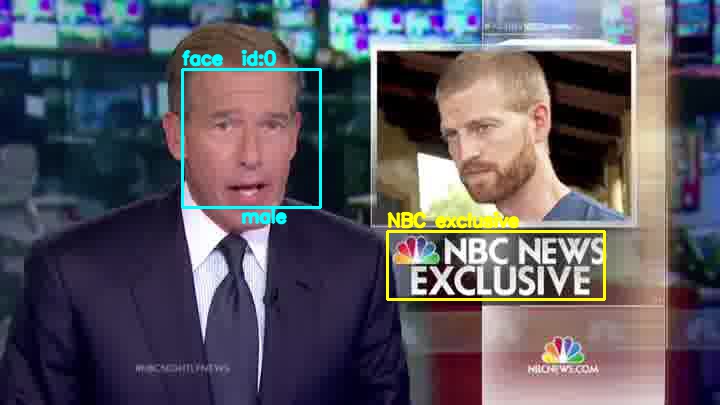 face id:0
male
NBC exclusive
NBC NEWS
EXCLUSIVE
#NBCNIGHTLYNEWS
NBCNEWS.COM